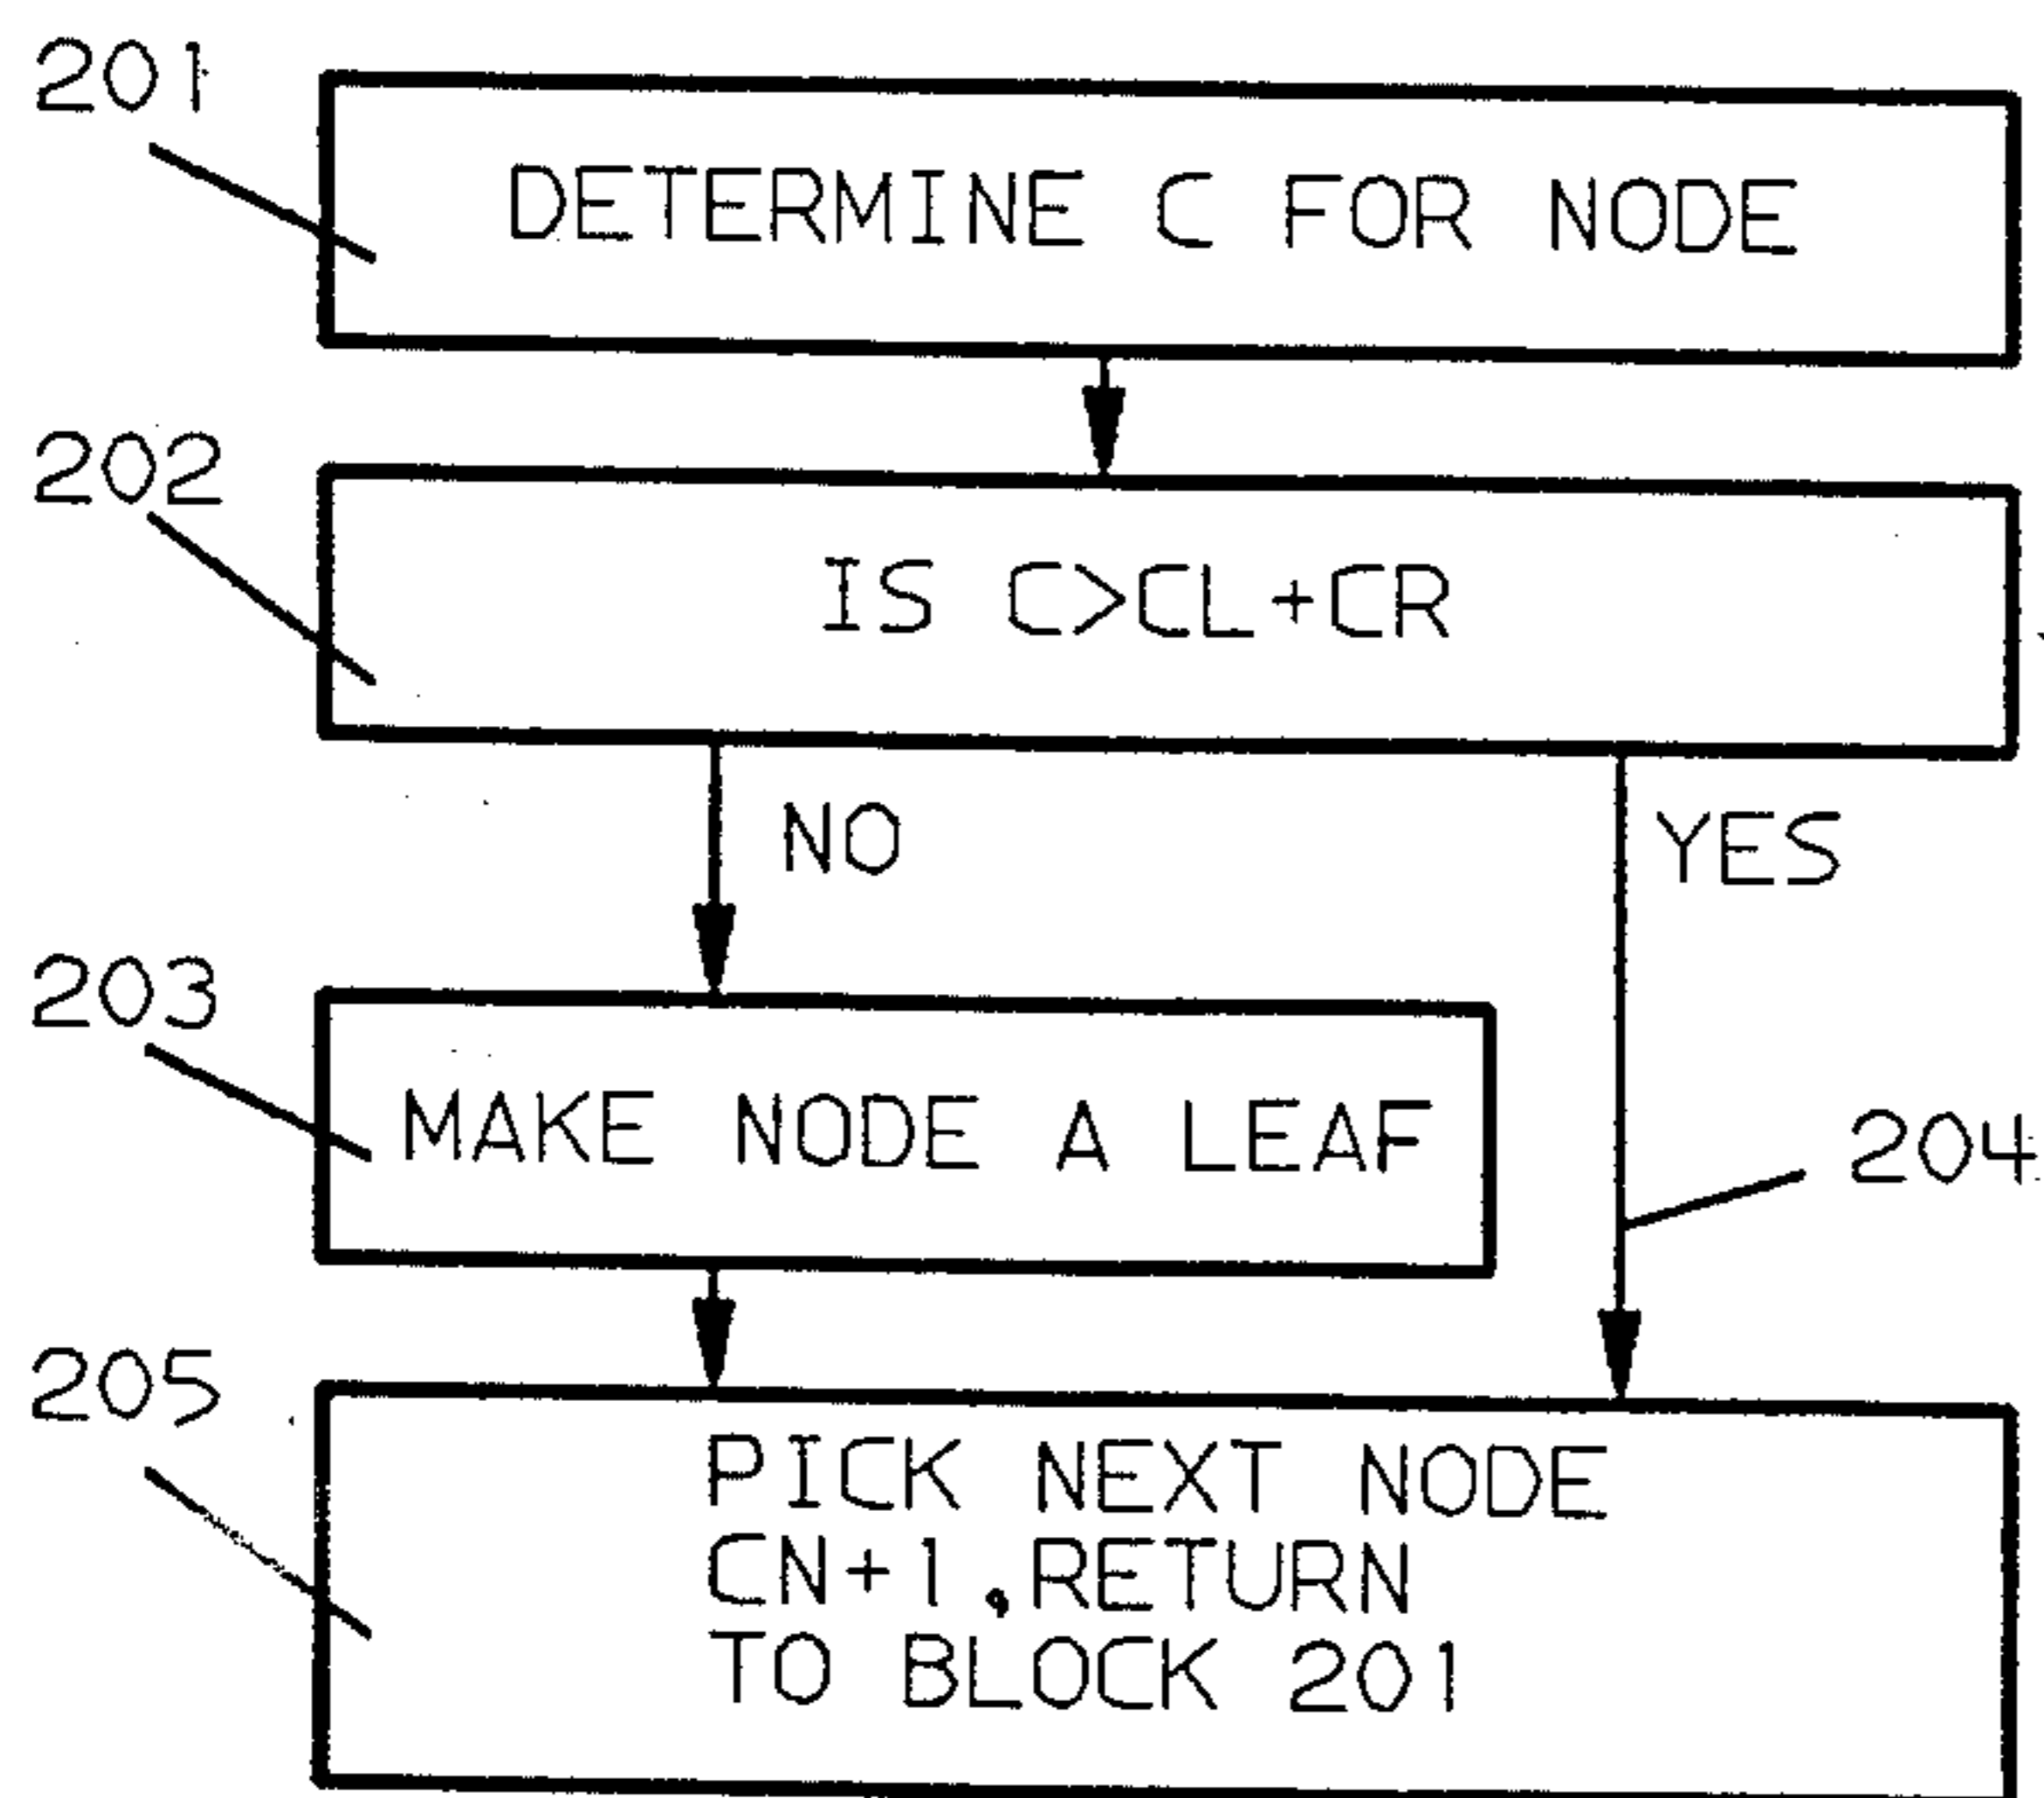 201
DETERMINE C FOR NODE
202
IS C>CL+CR
NO
YES
203
MAKE NODE A LEAF
204
205
PICK NEXT NODE
CN+1,RETURN
TO BLOCK 201